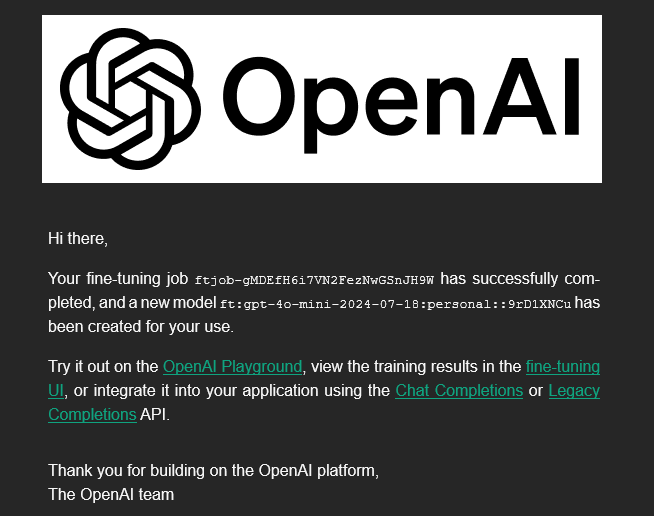 OpenAI
Hi there,
Your fine-tuning job ftjob-gMDEfH6i7VN2FezNwGSnJH9W has successfully com-
pleted, and a new model ft:gpt-4o-mini-2024-07-18:personal::9rD1XNCu has
been created for your use.
Try it out on the OpenAI Playground, view the training results in the fine-tuning
UI, or integrate it into your application using the Chat Completions or Legacy
Completions API.
Thank you for building on the OpenAI platform,
The OpenAI team